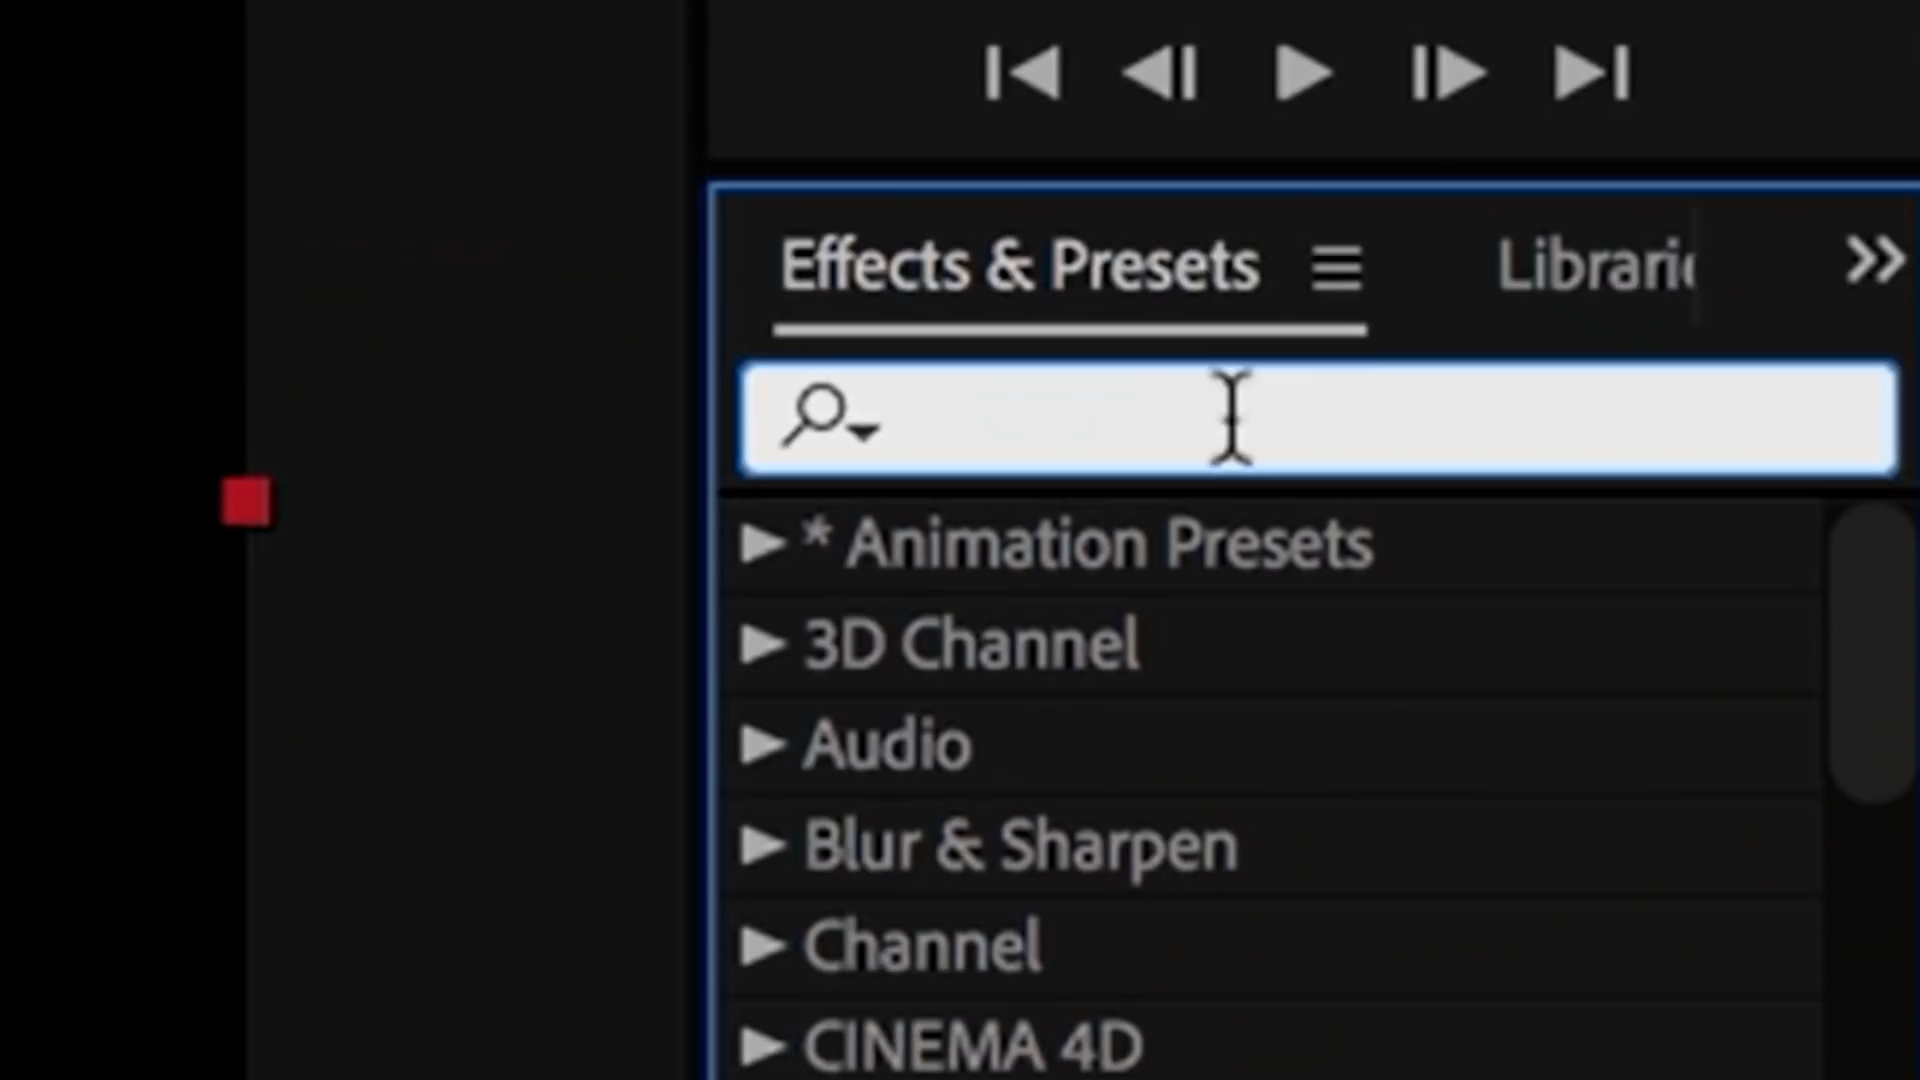 Effects & Presets
* Animation Presets
3D Channel
Audio
Blur & Sharpen
Channel
CINEMA 4D